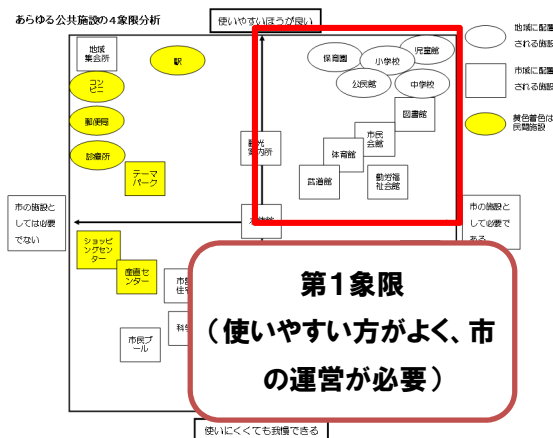 あらゆる公共施設の4象限分析
使いやすいほうが良い
地域に配置
される施設
市域に配置
される施設
黄色着色は
民間施設
地域
集合所
駅
コン
ビニ
郵便局
診療所
テーマ
パーク
保育園
小学校
児童館
公民館
中学校
図書館
市民
会館
体育館
武道館
勤労福
祉会館
案内所
市の施設と
しては必要
でない
市の施設と
して必要で
ある
ショッピ
ングセン
ター
産直セ
ンター
市民プ
ール
第1象限
(使いやすい方がよく、市
の運営が必要)
使いにくくても我慢できる